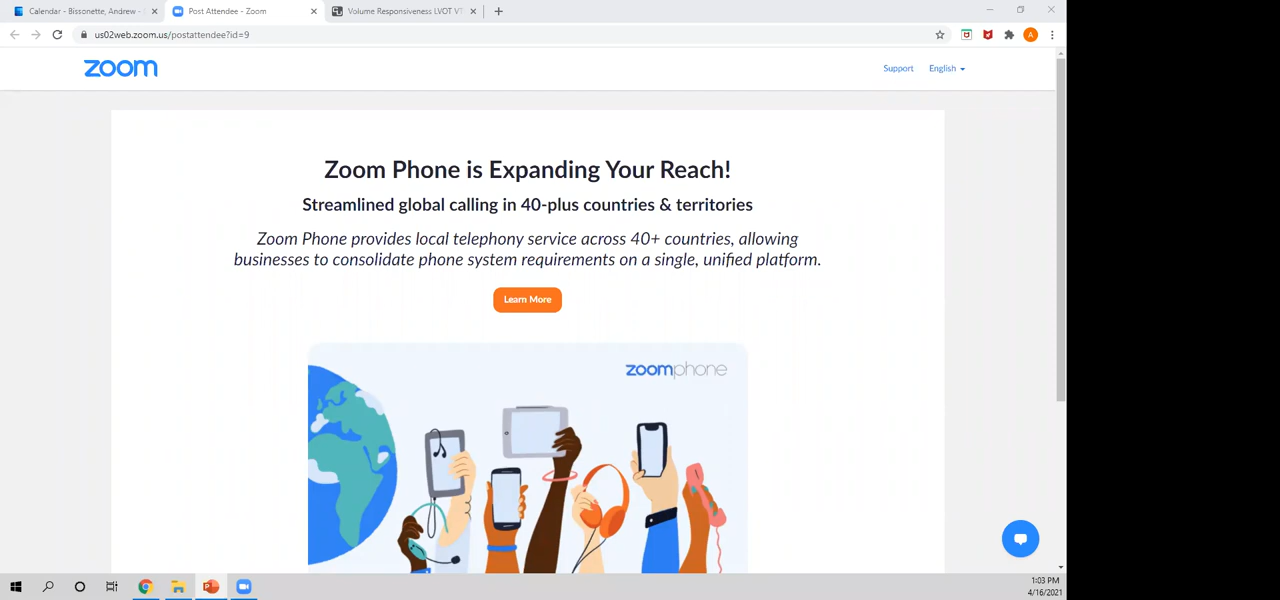 Calendar - Bissonette, Andrew -
Post Attendee - Zoom
Volume Responsiveness LVOT VT
us02web.zoom.us/postattendee?id=9
A
zoom
Support
English
Zoom Phone is Expanding Your Reach!
Streamlined global calling in 40-plus countries & territories
Zoom Phone provides local telephony service across 40+ countries, allowing
businesses to consolidate phone system requirements on a single, unified platform.
Learn More
zoomphone
1:03 PM
4/16/2021